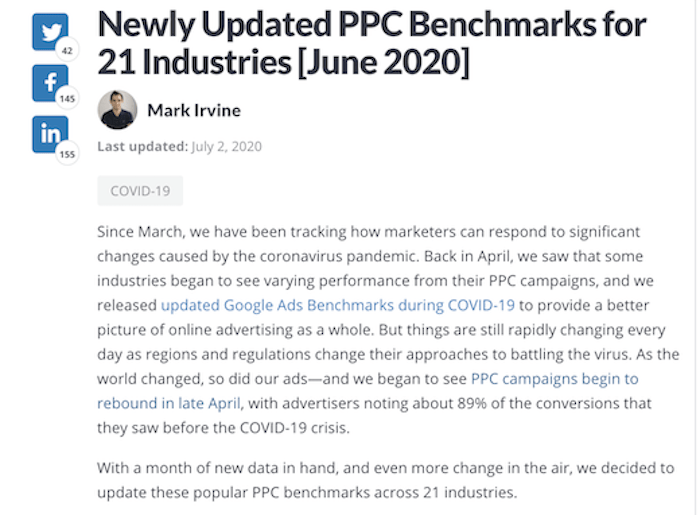 Newly Updated PPC Benchmarks for
21 Industries [June 2020]
42
145
in
155
Mark Irvine
Last updated: July 2, 2020
COVID-19
Since March, we have been tracking how marketers can respond to significant
changes caused by the coronavirus pandemic. Back in April, we saw that some
industries began to see varying performance from their PPC campaigns, and we
released updated Google Ads Benchmarks during COVID-19 to provide a better
picture of online advertising as a whole. But things are still rapidly changing every
day as regions and regulations change their approaches to battling the virus. As the
world changed, so did our ads—and we began to see PPC campaigns begin to
rebound in late April, with advertisers noting about 89% of the conversions that
they saw before the COVID-19 crisis.
With a month of new data in hand, and even more change in the air, we decided to
update these popular PPC benchmarks across 21 industries.